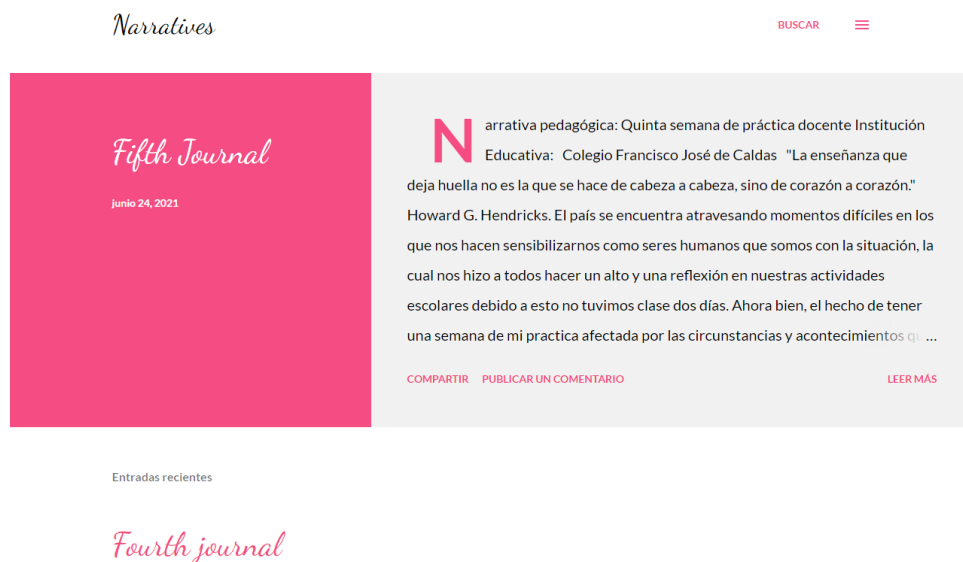 Narratives
BUSCAR
Fifth Journal
junio 24, 2021
Narrativa pedagógica: Quinta semana de práctica docente Institución
Educativa: Colegio Francisco José de Caldas "La enseñanza que
deja huella no es la que se hace de cabeza a cabeza, sino de corazón a corazón."
Howard G. Hendricks. El país se encuentra atravesando momentos difíciles en los
que nos hacen sensibilizarnos como seres humanos que somos con la situación, la
cual nos hizo a todos hacer un alto y una reflexión en nuestras actividades
escolares debido a esto no tuvimos clase dos días. Ahora bien, el hecho de tener
una semana de mi practica afectada por las circunstancias y acontecimientos ...
COMPARTIR PUBLICAR UN COMENTARIO LEER MÁS
Entradas recientes
Fourth journal